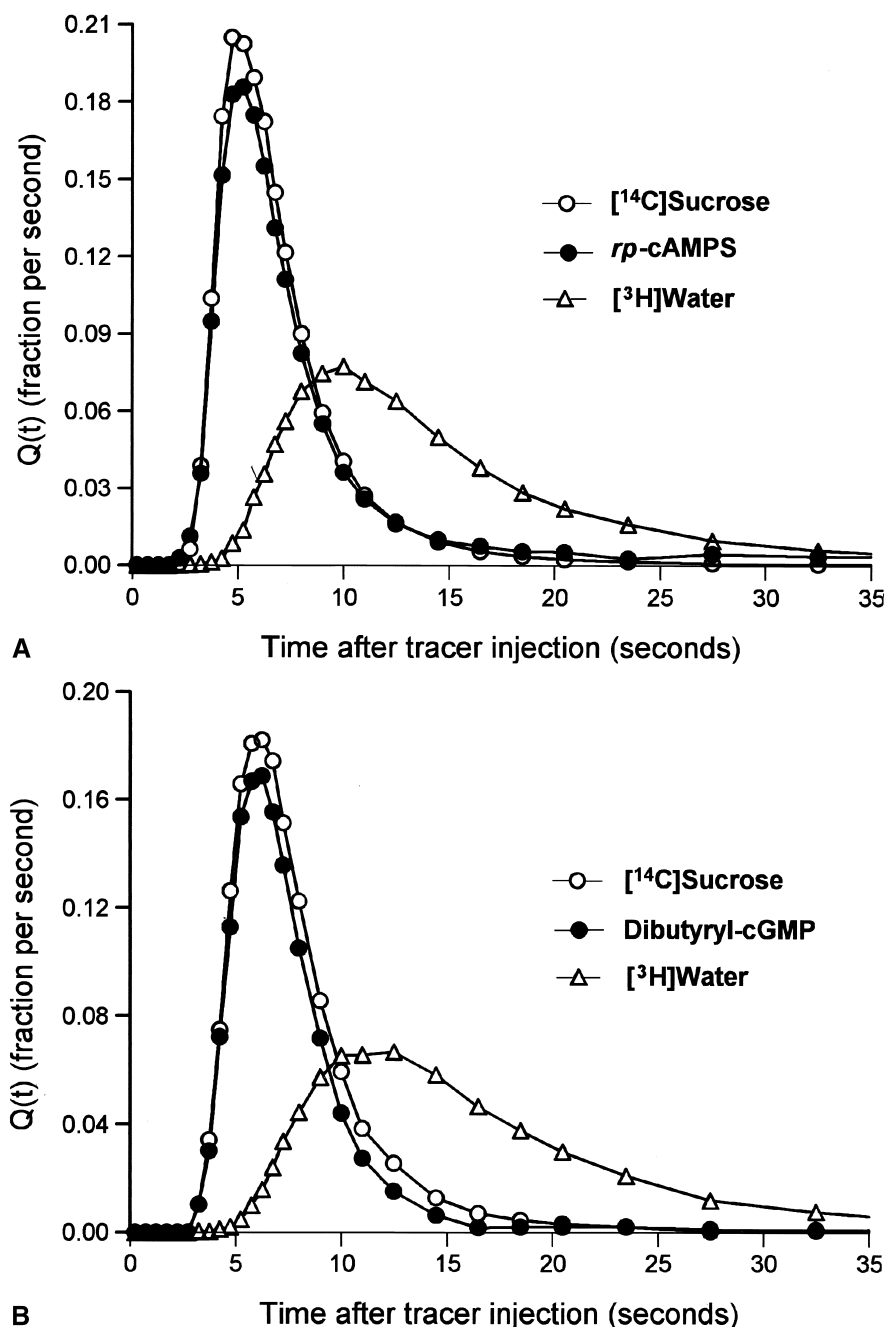 0.21
0.18
0.15
0.12
0.09
0.06
0.03
0.00
Q(t) (fraction per second)
[¹⁴C]Sucrose
rp-cAMPS
[³H]Water
0 5 10 15 20 25 30 35
A
Time after tracer injection (seconds)
0.20
0.16
0.12
0.08
0.04
0.00
Q(t) (fraction per second)
[¹⁴C]Sucrose
Dibutyryl-cGMP
[³H]Water
0 5 10 15 20 25 30 35
B
Time after tracer injection (seconds)